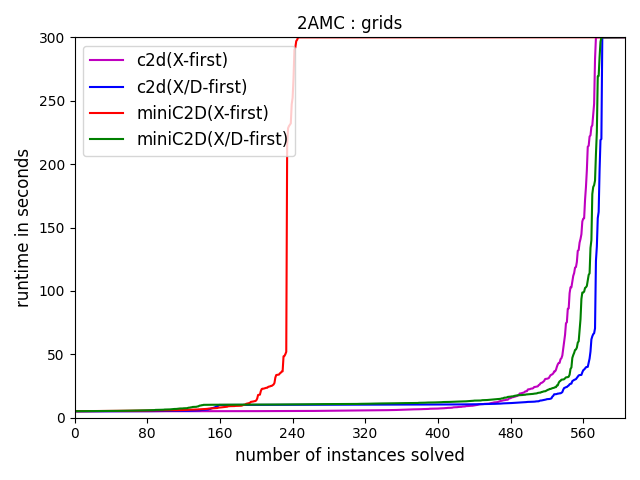 2AMC : grids
300
250
200
150
100
50
0
runtime in seconds
c2d(X-first)
c2d(X/D-first)
miniC2D(X-first)
miniC2D(X/D-first)
0 80 160 240 320 400 480 560
number of instances solved